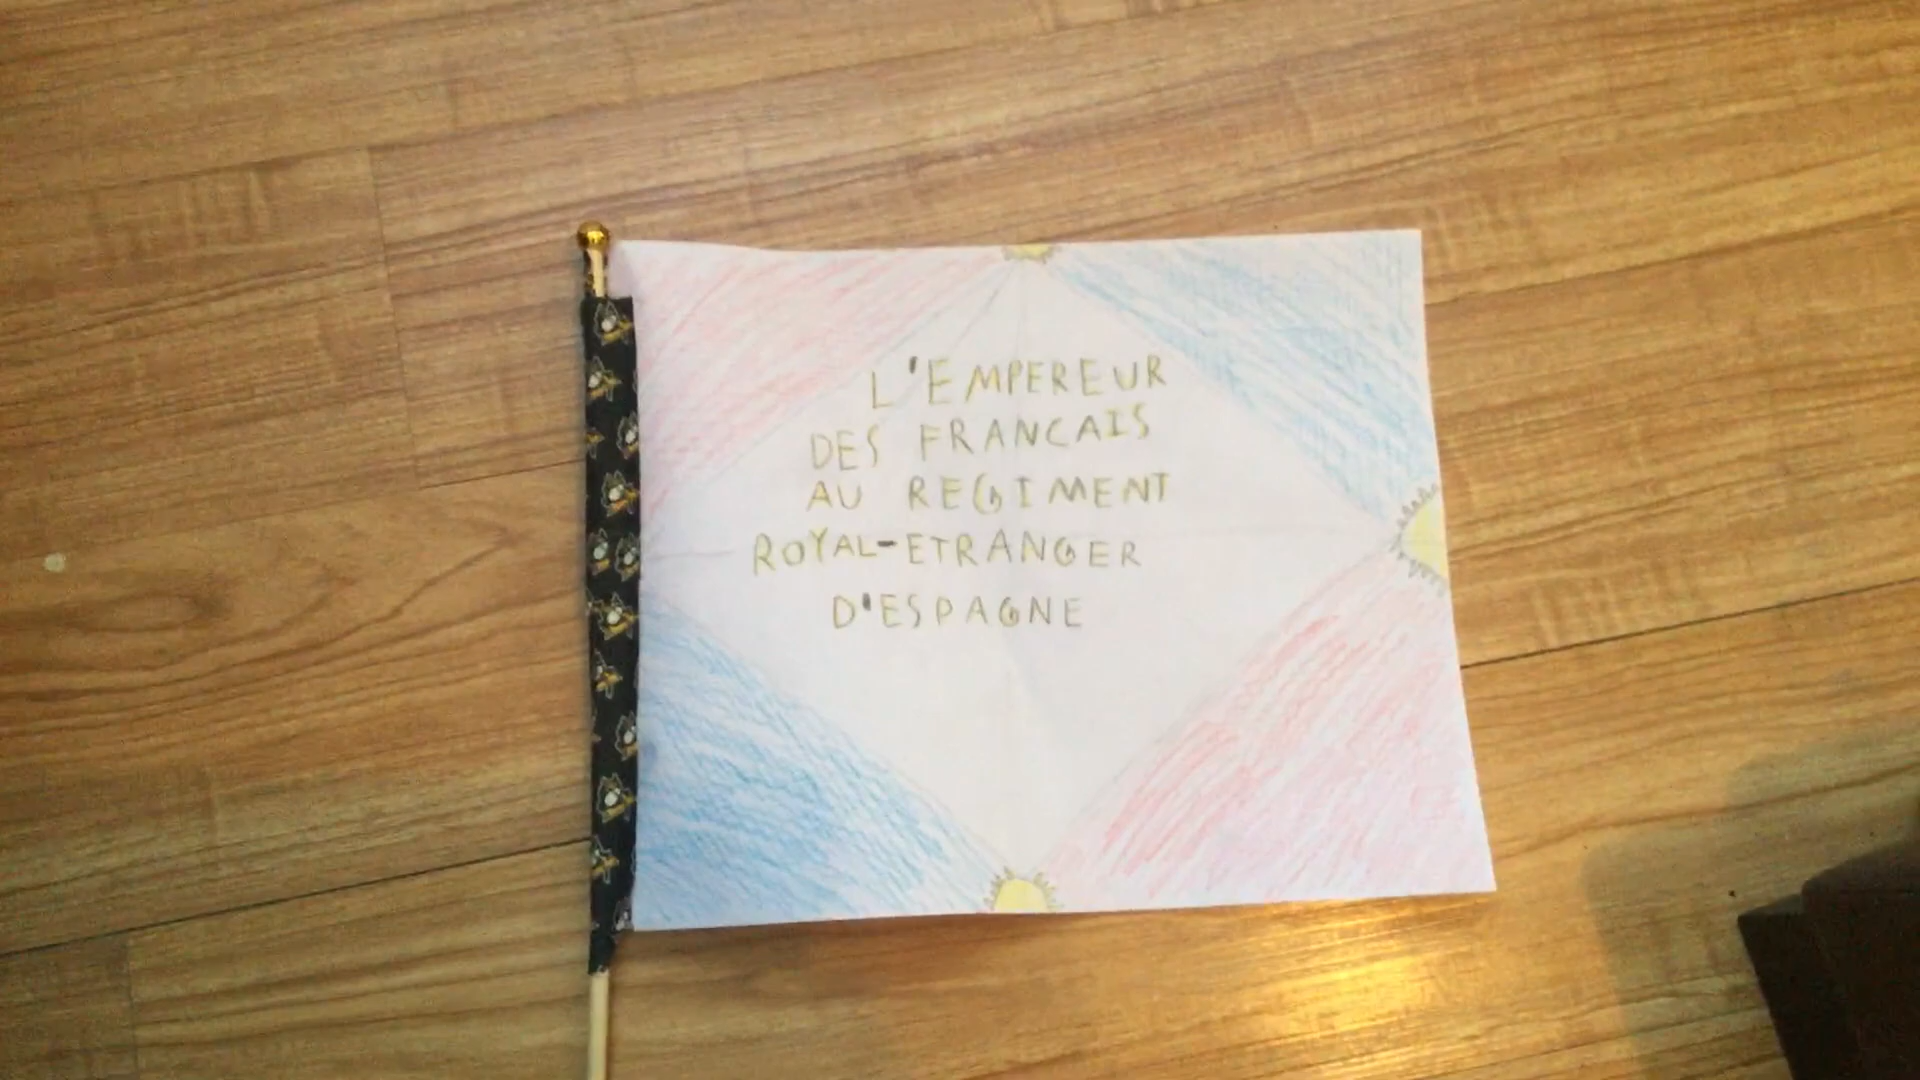 L'EMPEREUR
DES FRANCAIS
AU REGIMENT
ROYAL-ETRANGER
D'ESPAGNE